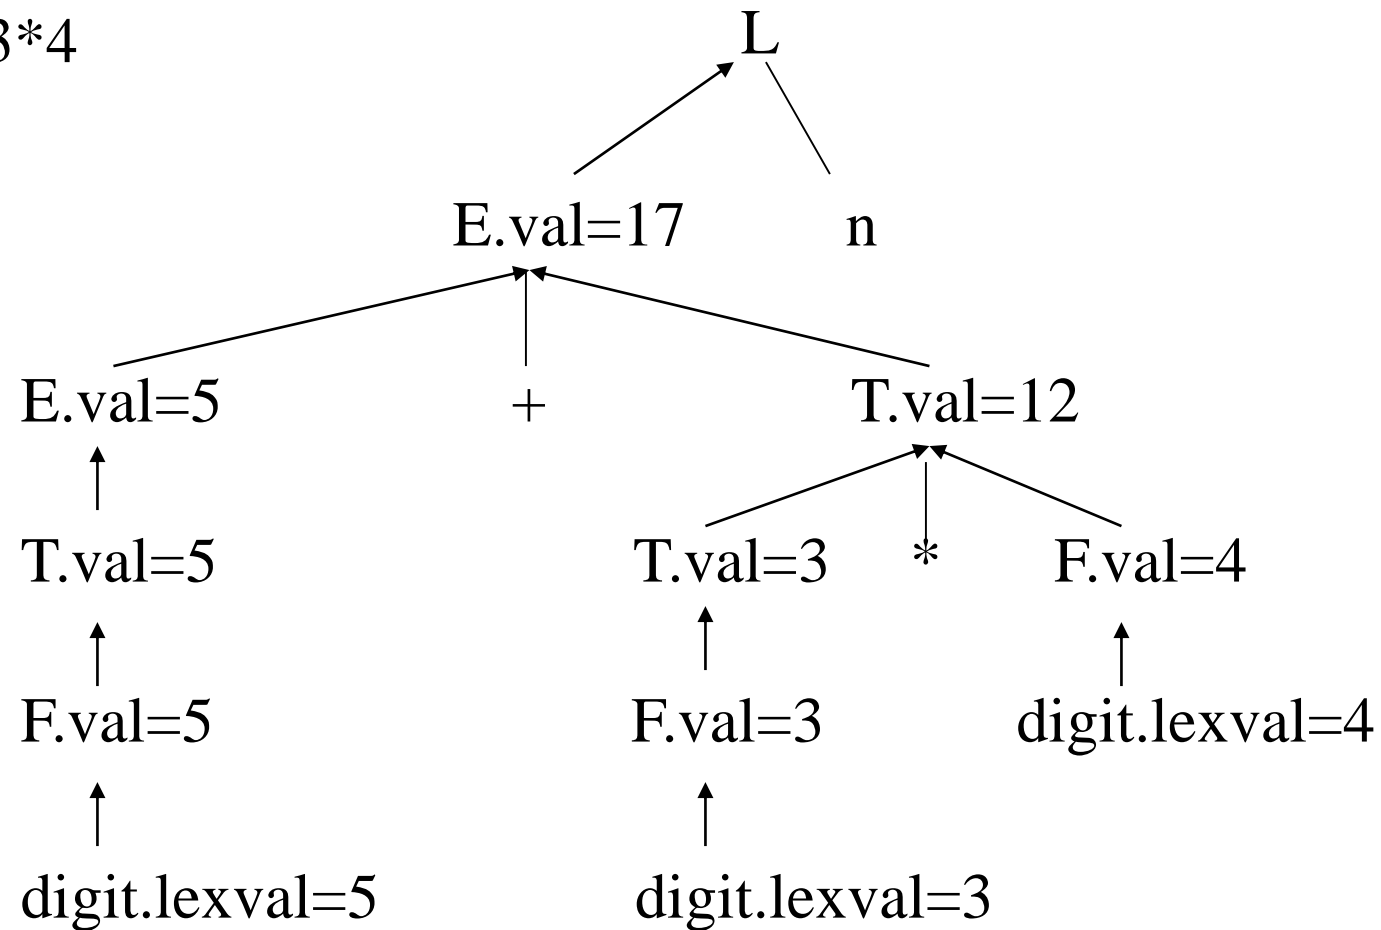 3*4
L
E.val=17 n
E.val=5 + T.val=12
T.val=5 T.val=3 * F.val=4
F.val=5 F.val=3 digit.lexval=4
digit.lexval=5 digit.lexval=3